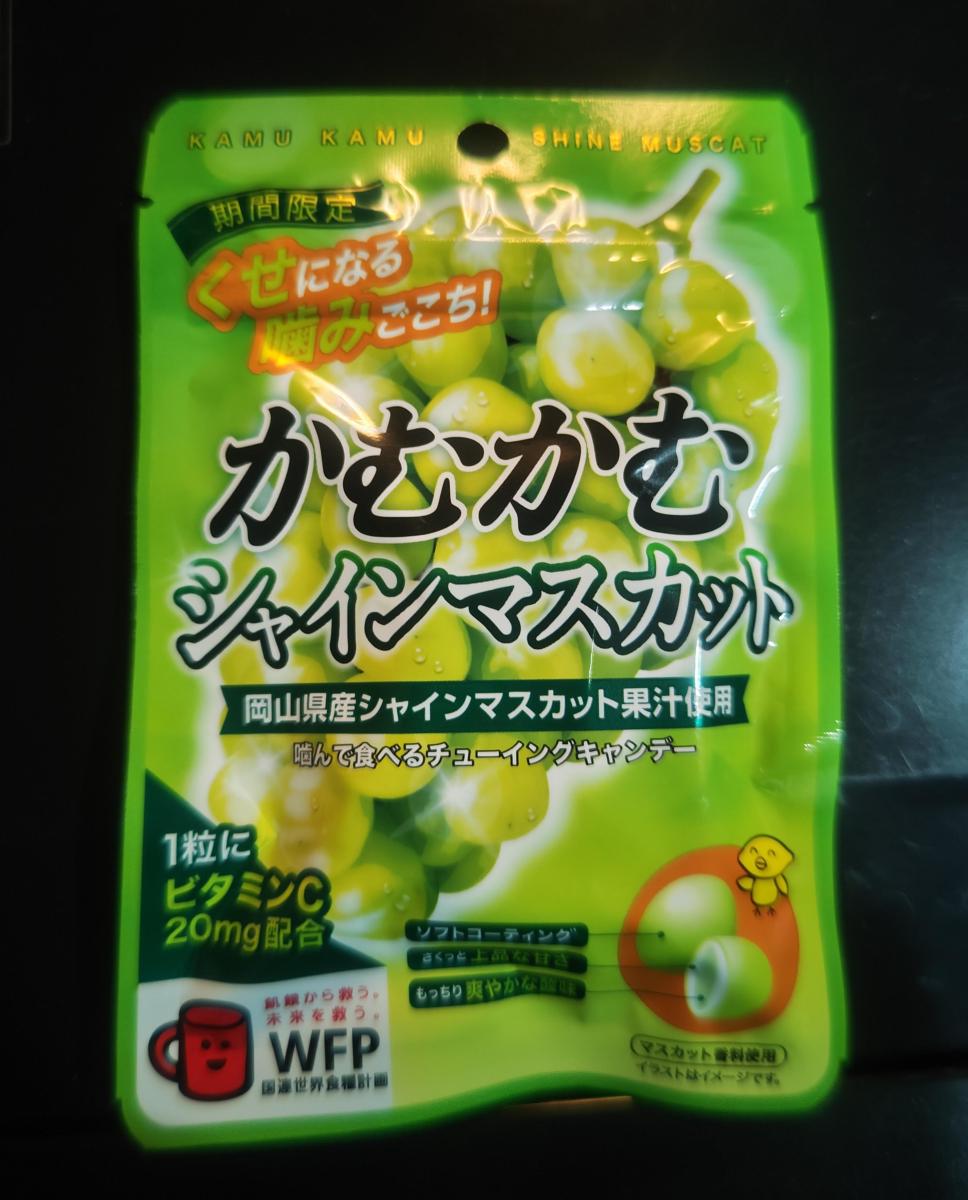 KAMU KAMU SHINE MUSCAT
期間限定
くせになる
噛みごこち!
かむかむ
シャインマスカット
岡山県産シャインマスカット果汁使用
噛んで食べるチューイングキャンデー
1粒に
ビタミンC
20mg配合
ソフトコーティング
さくっと上品な甘さ
もっちり爽やかな酸味
飢餓から救う。
未来を救う。
WFP
国連世界食糧計画
マスカット香料使用
イラストはイメージです。